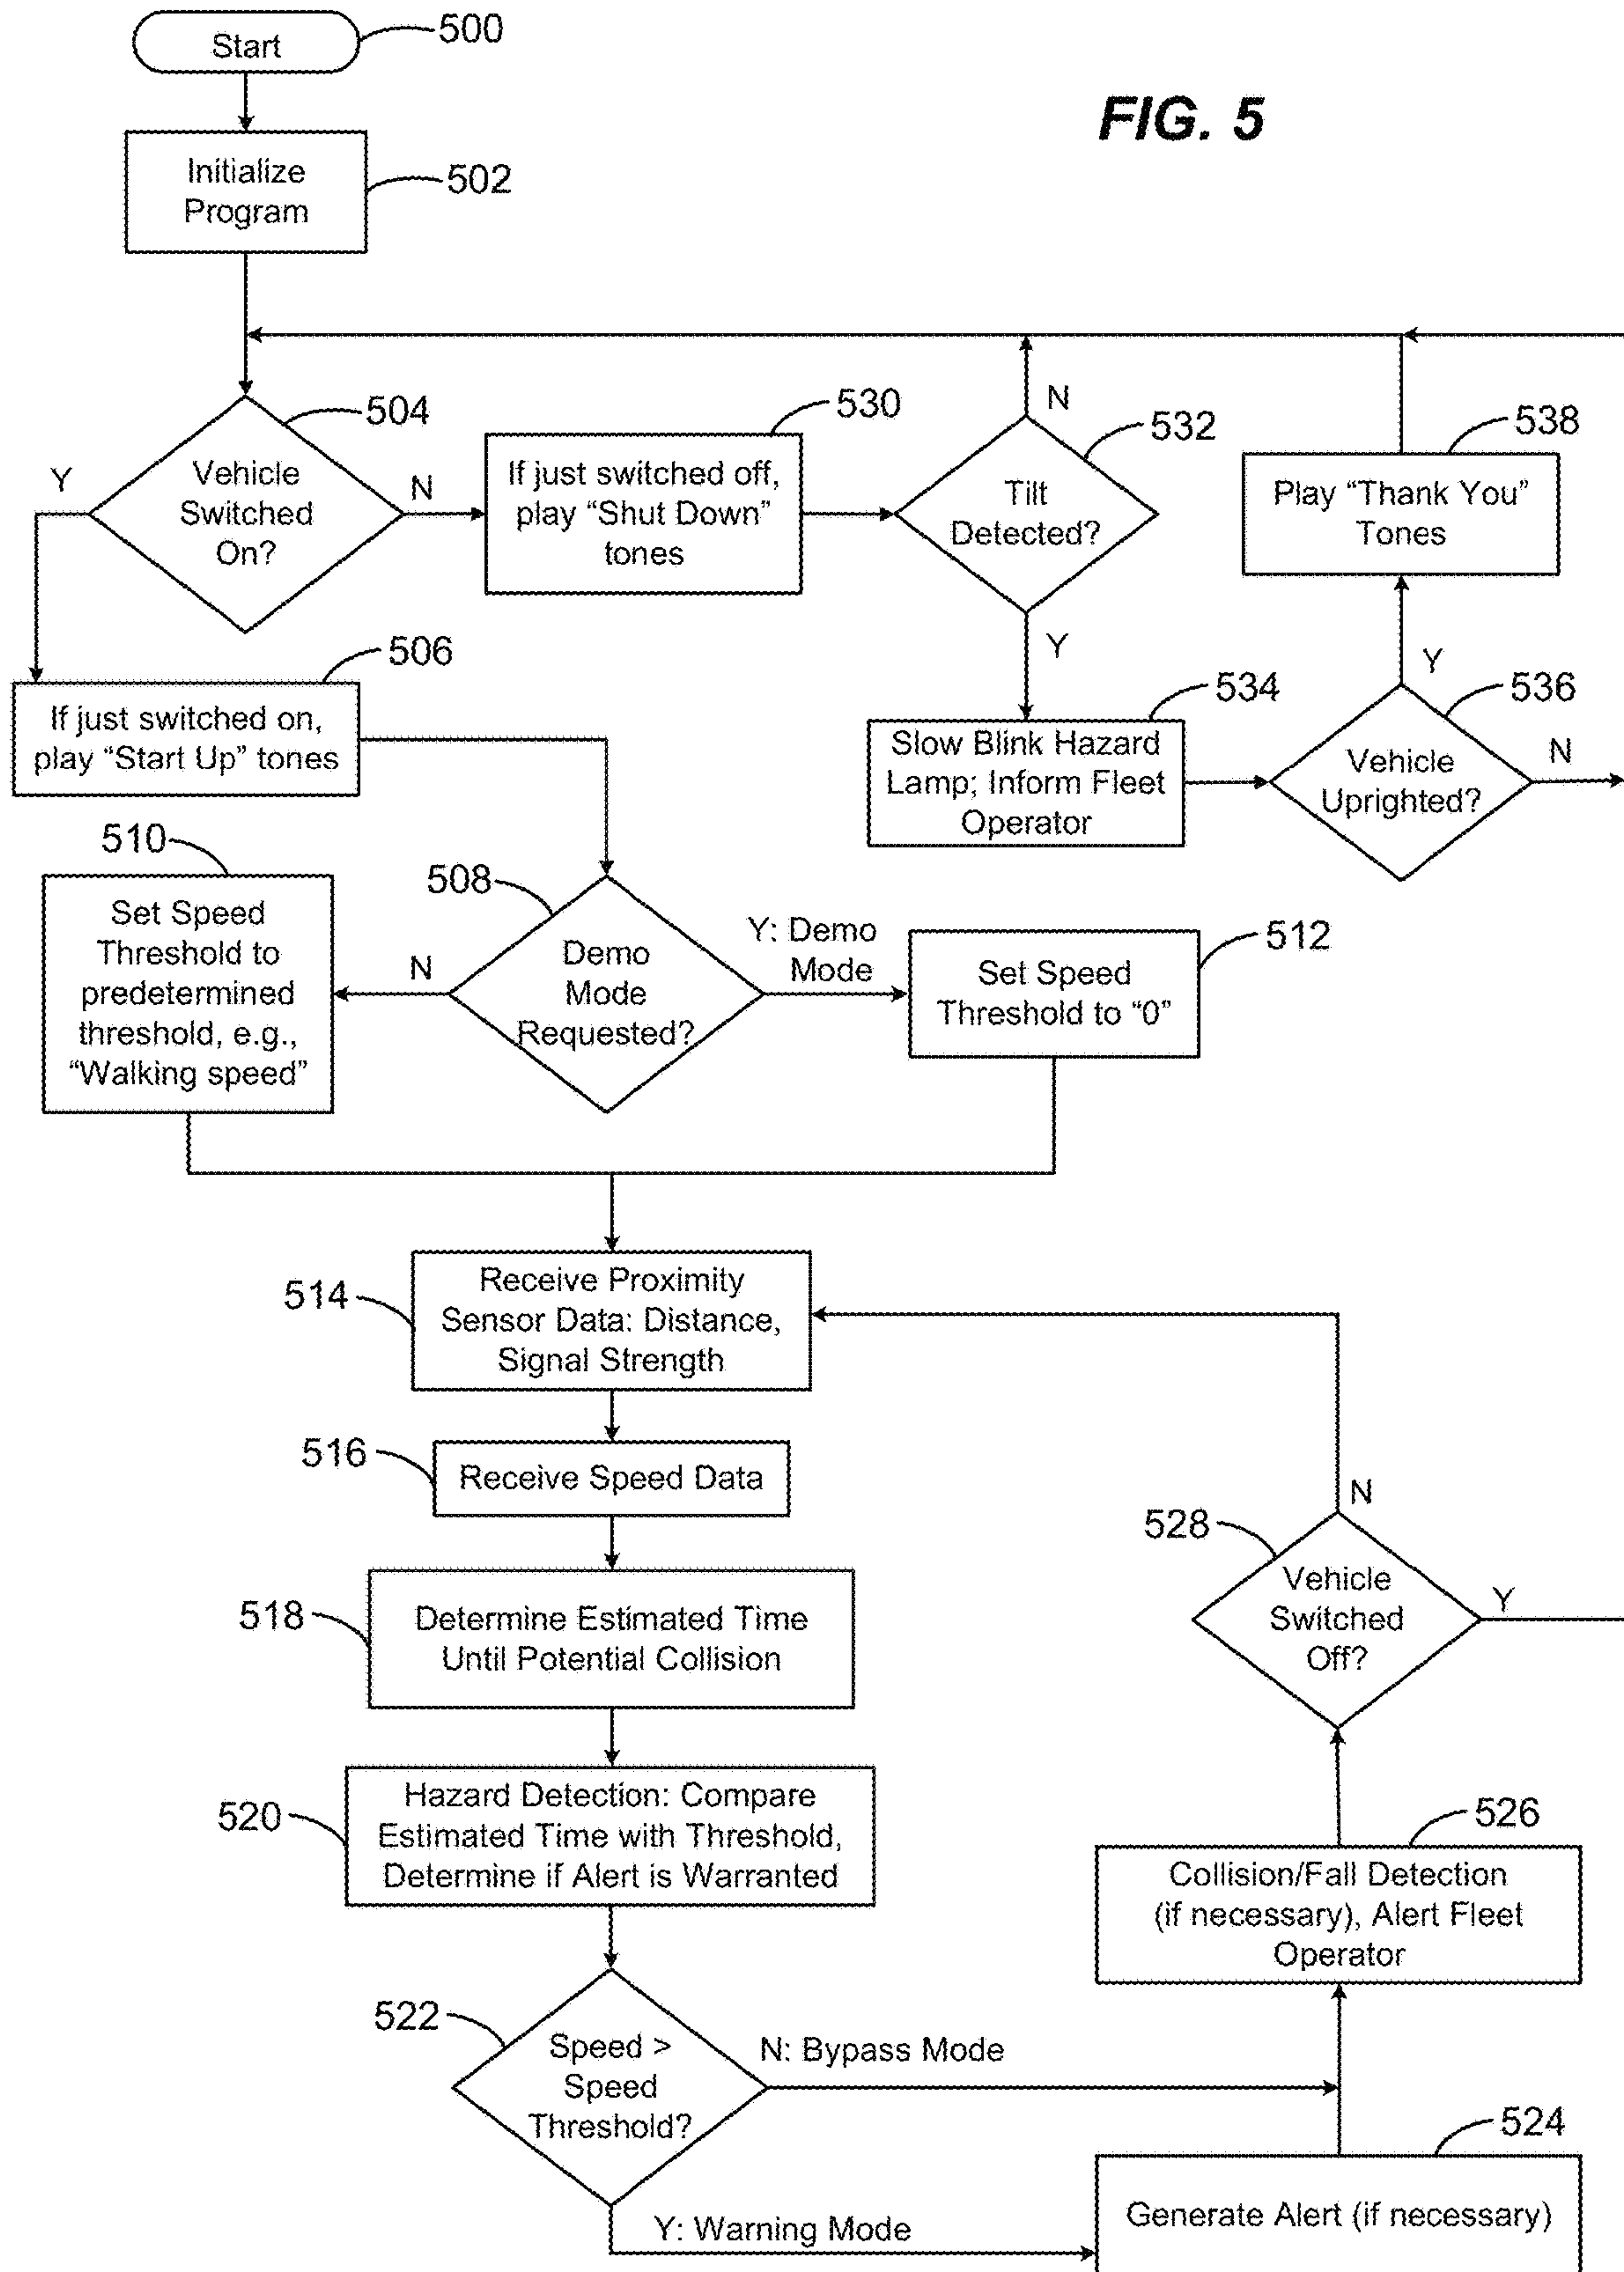 Start
500
FIG. 5
Initialize
Program
502
504
Vehicle
Switched
On?
Y
N
530
If just switched off,
play “Shut Down”
tones
N
532
Tilt
Detected?
Y
538
Play “Thank You”
Tones
506
If just switched on,
play “Start Up” tones
534
Slow Blink Hazard
Lamp; Inform Fleet
Operator
Y
536
Vehicle
Uprighted?
N
510
Set Speed
Threshold to
predetermined
threshold, e.g.,
“Walking speed”
508
Demo
Mode
Requested?
N
Y: Demo
Mode
512
Set Speed
Threshold to “0”
514
Receive Proximity
Sensor Data: Distance,
Signal Strength
516
Receive Speed Data
518
Determine Estimated Time
Until Potential Collision
N
528
Vehicle
Switched
Off?
Y
520
Hazard Detection: Compare
Estimated Time with Threshold,
Determine if Alert is Warranted
526
Collision/Fall Detection
(if necessary), Alert Fleet
Operator
522
Speed >
Speed
Threshold?
N: Bypass Mode
Y: Warning Mode
524
Generate Alert (if necessary)